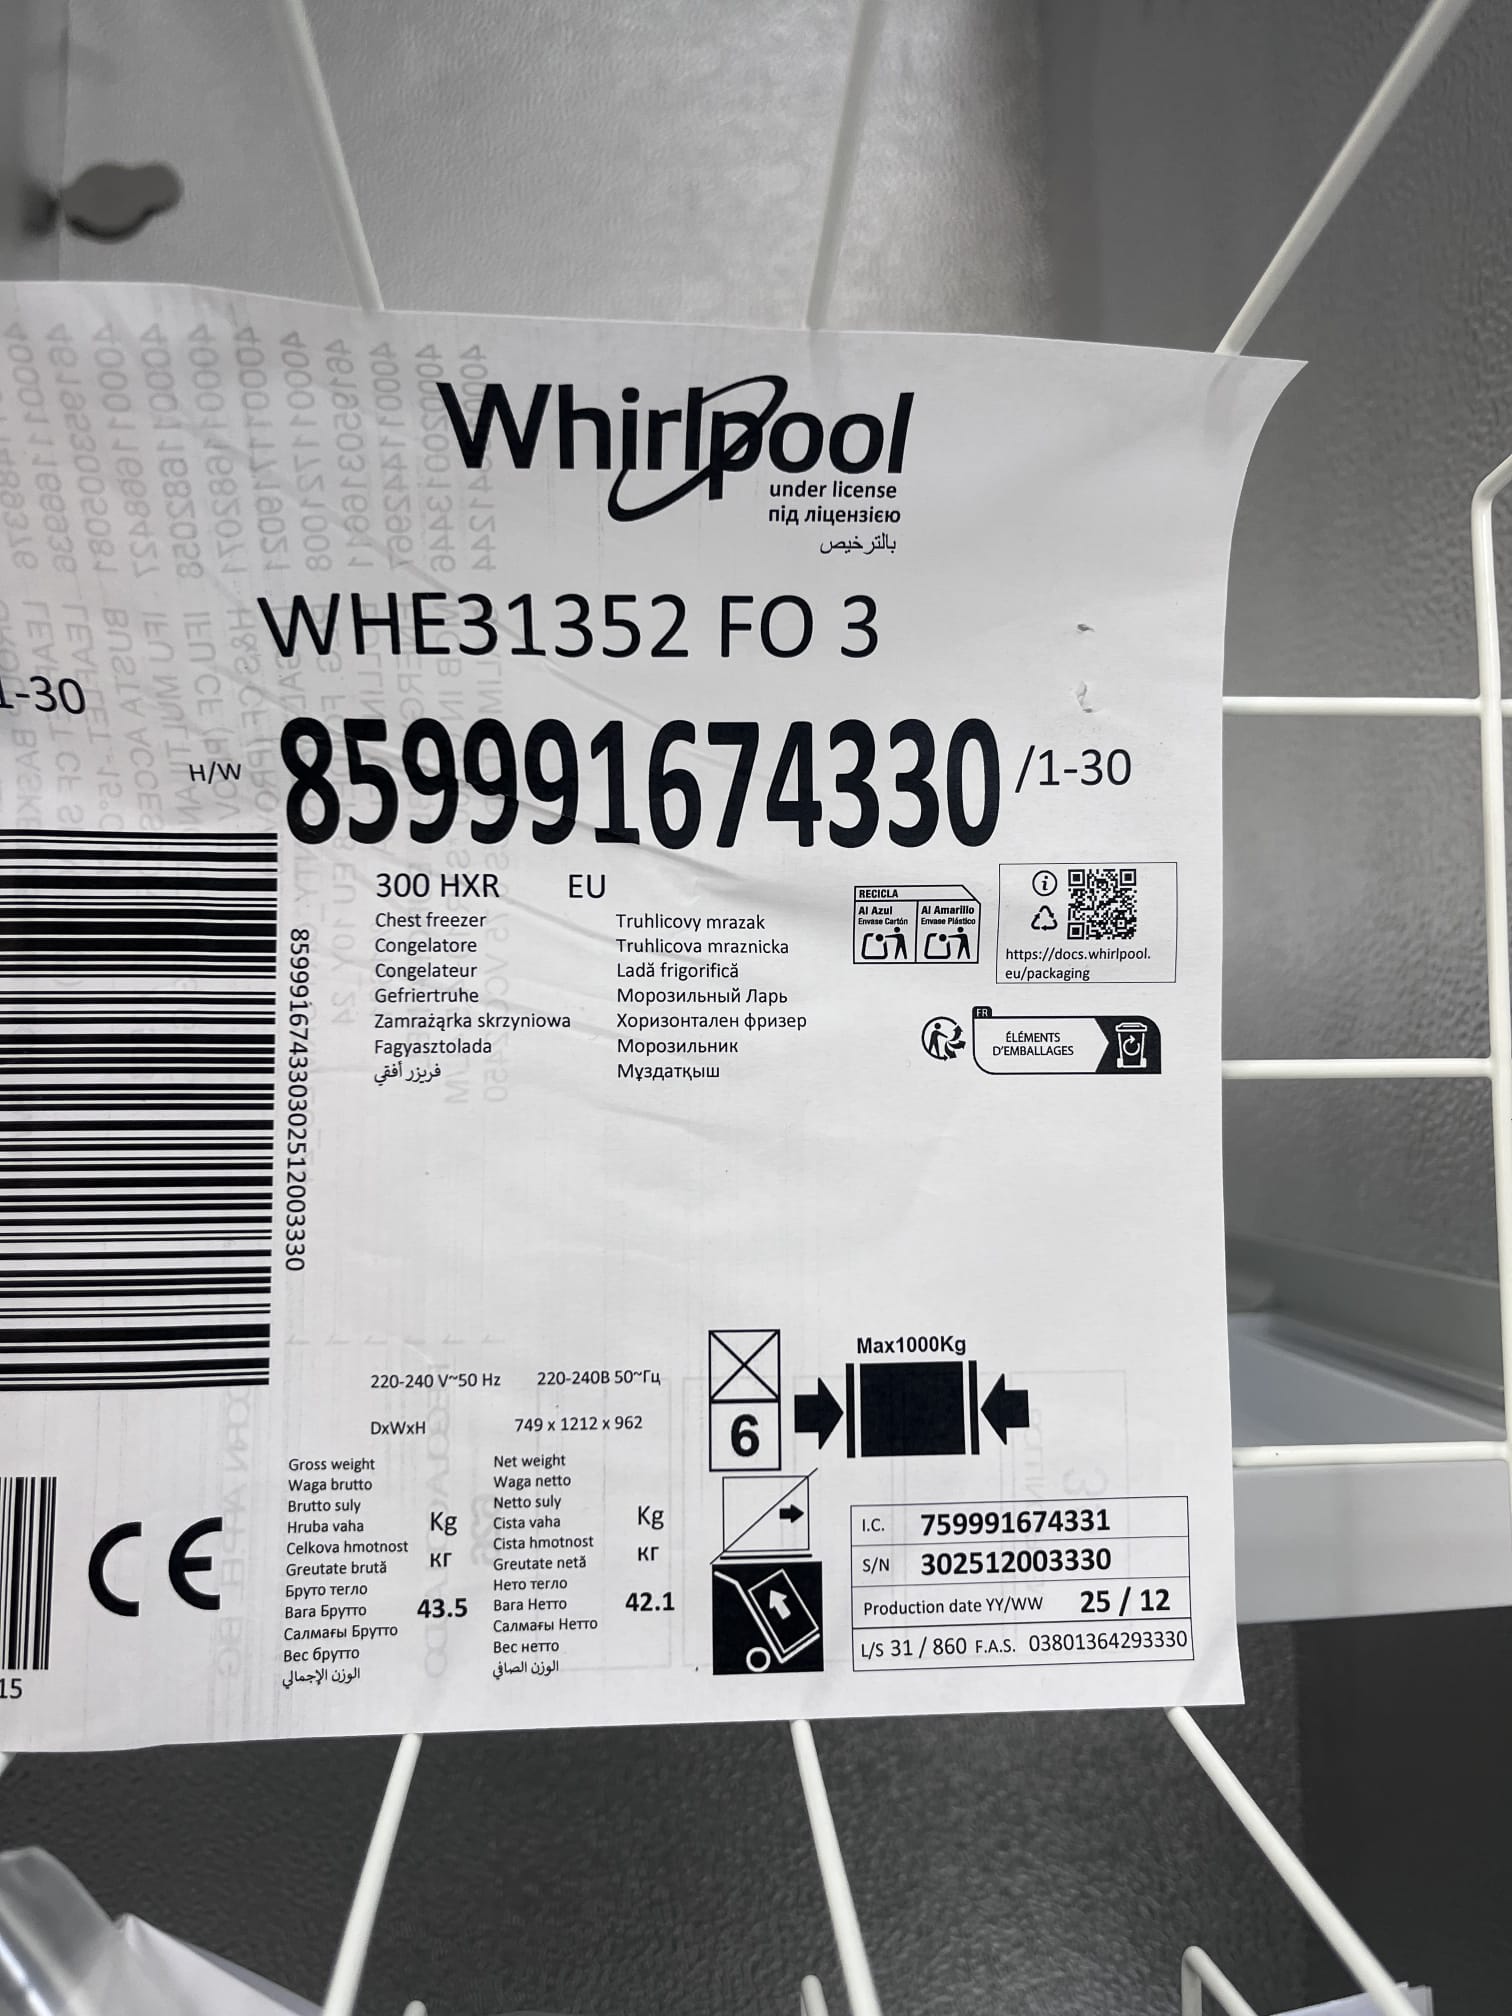 Whirlpool
under license
під ліцензією
بالترخيص
WHE31352 FO 3
-30
H/W 859991674330 /1-30
300 HXR EU
Chest freezer
Congelatore
Congelateur
Gefriertruhe
Zamrażarka skrzyniowa
Fagyasztolada
فريزر أفقي
Truhlicovy mrazak
Truhlicova mraznicka
Ladă frigorifică
Морозильный Ларь
Хоризонтален фризер
Морозильник
Мұздатқыш
RECICLA
Al Azul
Envase Cartón
Al Amarillo
Envase Plástico
https://docs.whirlpool.
eu/packaging
FR
ÉLÉMENTS
D'EMBALLAGES
859991674330302512003330
220-240 V~50 Hz 220-240В 50~Гц
DxWxH 749 x 1212 x 962
Gross weight
Waga brutto
Brutto suly
Hruba vaha
Celkova hmotnost
Greutate brută
Бруто тегло
Вага Брутто
Салмағы Брутто
Вес брутто
الوزن الإجمالي
Kg
кг
43.5
Net weight
Waga netto
Netto suly
Cista vaha
Cista hmotnost
Greutate netă
Нето тегло
Вага Нетто
Салмағы Нетто
Вес нетто
الوزن الصافي
Kg
кг
42.1
6
Max1000Kg
CE
15
I.C. 759991674331
S/N 302512003330
Production date YY/WW 25 / 12
L/S 31 / 860 F.A.S. 03801364293330